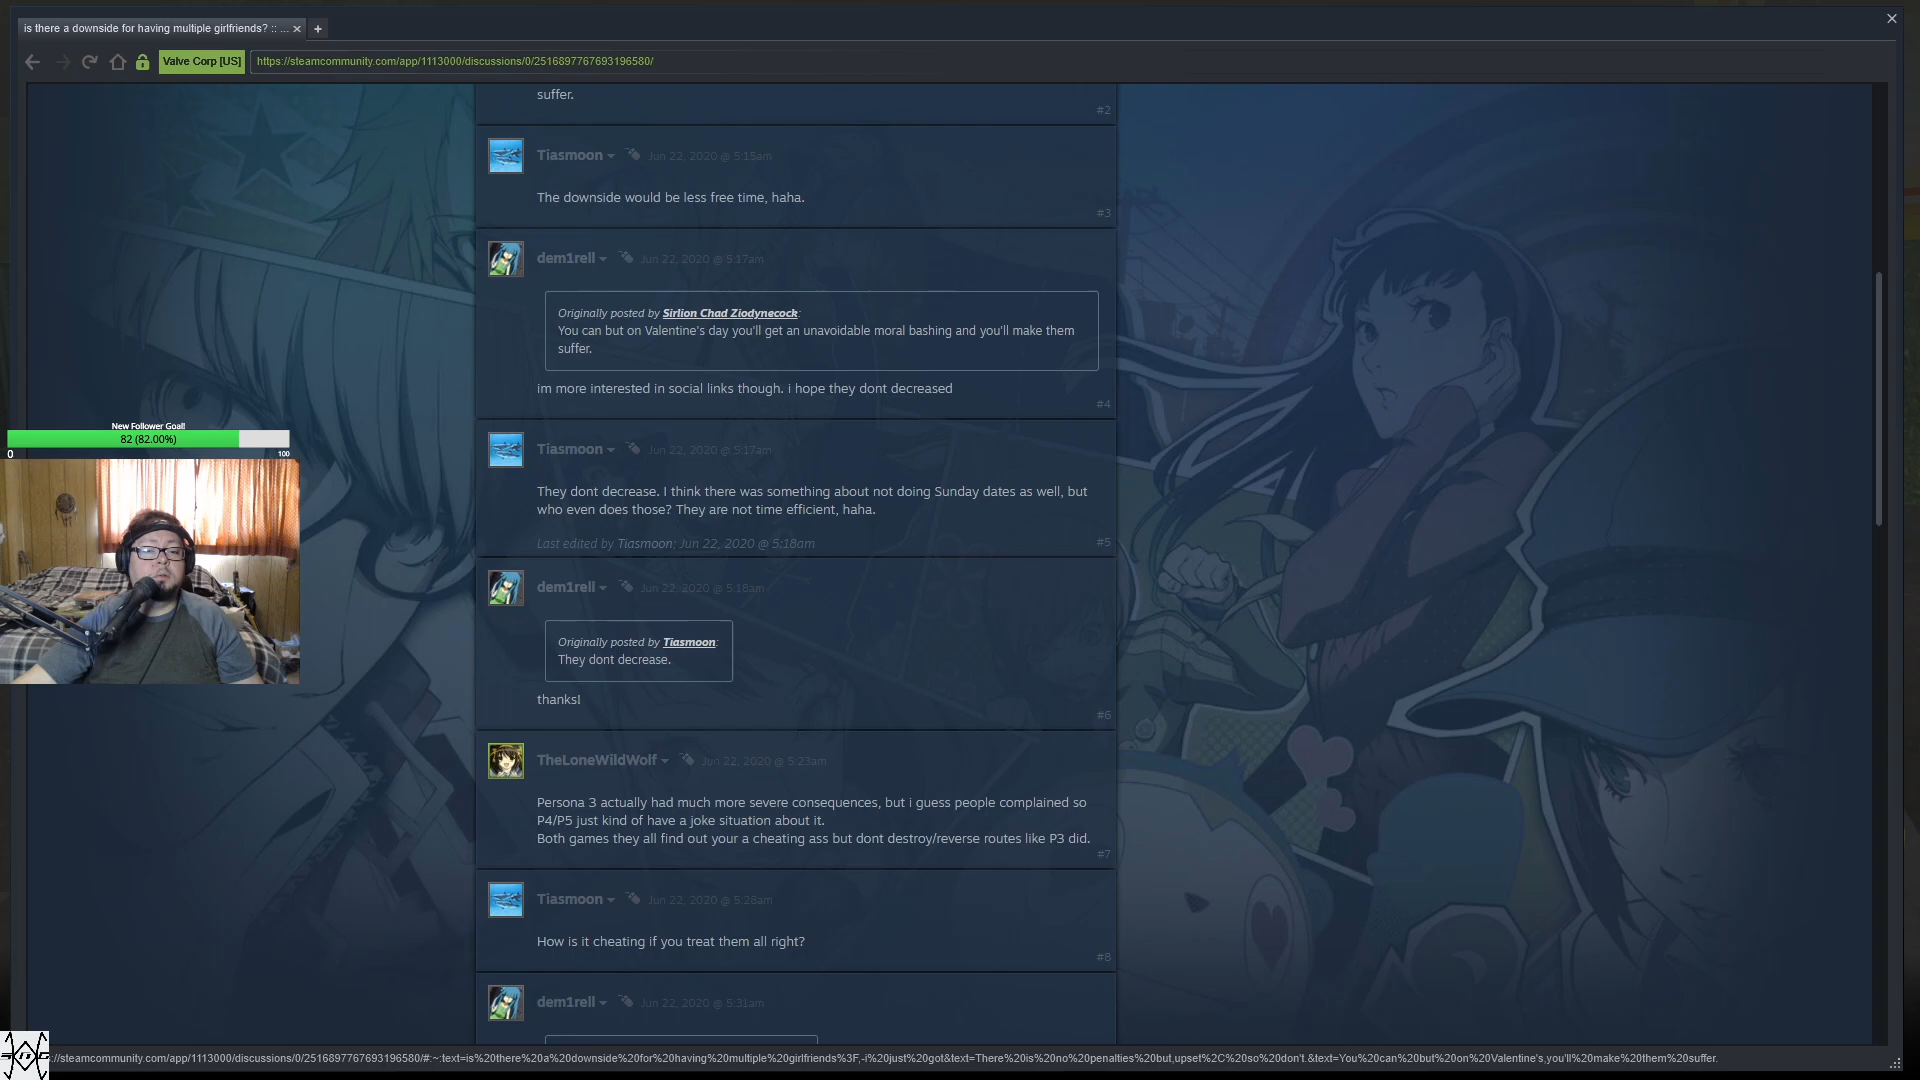 is there a downside for having multiple girlfriends? :: ...
Valve Corp [US]
https://steamcommunity.com/app/1113000/discussions/0/2516897767693196580/
suffer.
#2
Tiasmoon
Jun 22, 2020 @ 5:15am
The downside would be less free time, haha.
#3
dem1rell
Jun 22, 2020 @ 5:17am
Originally posted by Sirlion Chad Ziodynecock:
You can but on Valentine's day you'll get an unavoidable moral bashing and you'll make them
suffer.
im more interested in social links though. i hope they dont decreased
#4
New Follower Goal!
82 (82.00%)
0
100
Tiasmoon
Jun 22, 2020 @ 5:17am
They dont decrease. I think there was something about not doing Sunday dates as well, but
who even does those? They are not time efficient, haha.
Last edited by Tiasmoon; Jun 22, 2020 @ 5:18am
#5
dem1rell
Jun 22, 2020 @ 5:18am
Originally posted by Tiasmoon:
They dont decrease.
thanks!
#6
TheLoneWildWolf
Jun 22, 2020 @ 5:23am
Persona 3 actually had much more severe consequences, but i guess people complained so
P4/P5 just kind of have a joke situation about it.
Both games they all find out your a cheating ass but dont destroy/reverse routes like P3 did.
#7
Tiasmoon
Jun 22, 2020 @ 5:28am
How is it cheating if you treat them all right?
#8
dem1rell
Jun 22, 2020 @ 5:31am
://steamcommunity.com/app/1113000/discussions/0/2516897767693196580/#:~:text=is%20there%20a%20downside%20for%20having%20multiple%20girlfriends%3F,-i%20just%20got&text=There%20is%20no%20penalties%20but,upset%2C%20so%20don't.&text=You%20can%20but%20on%20Valentine's,you'll%20make%20them%20suffer.